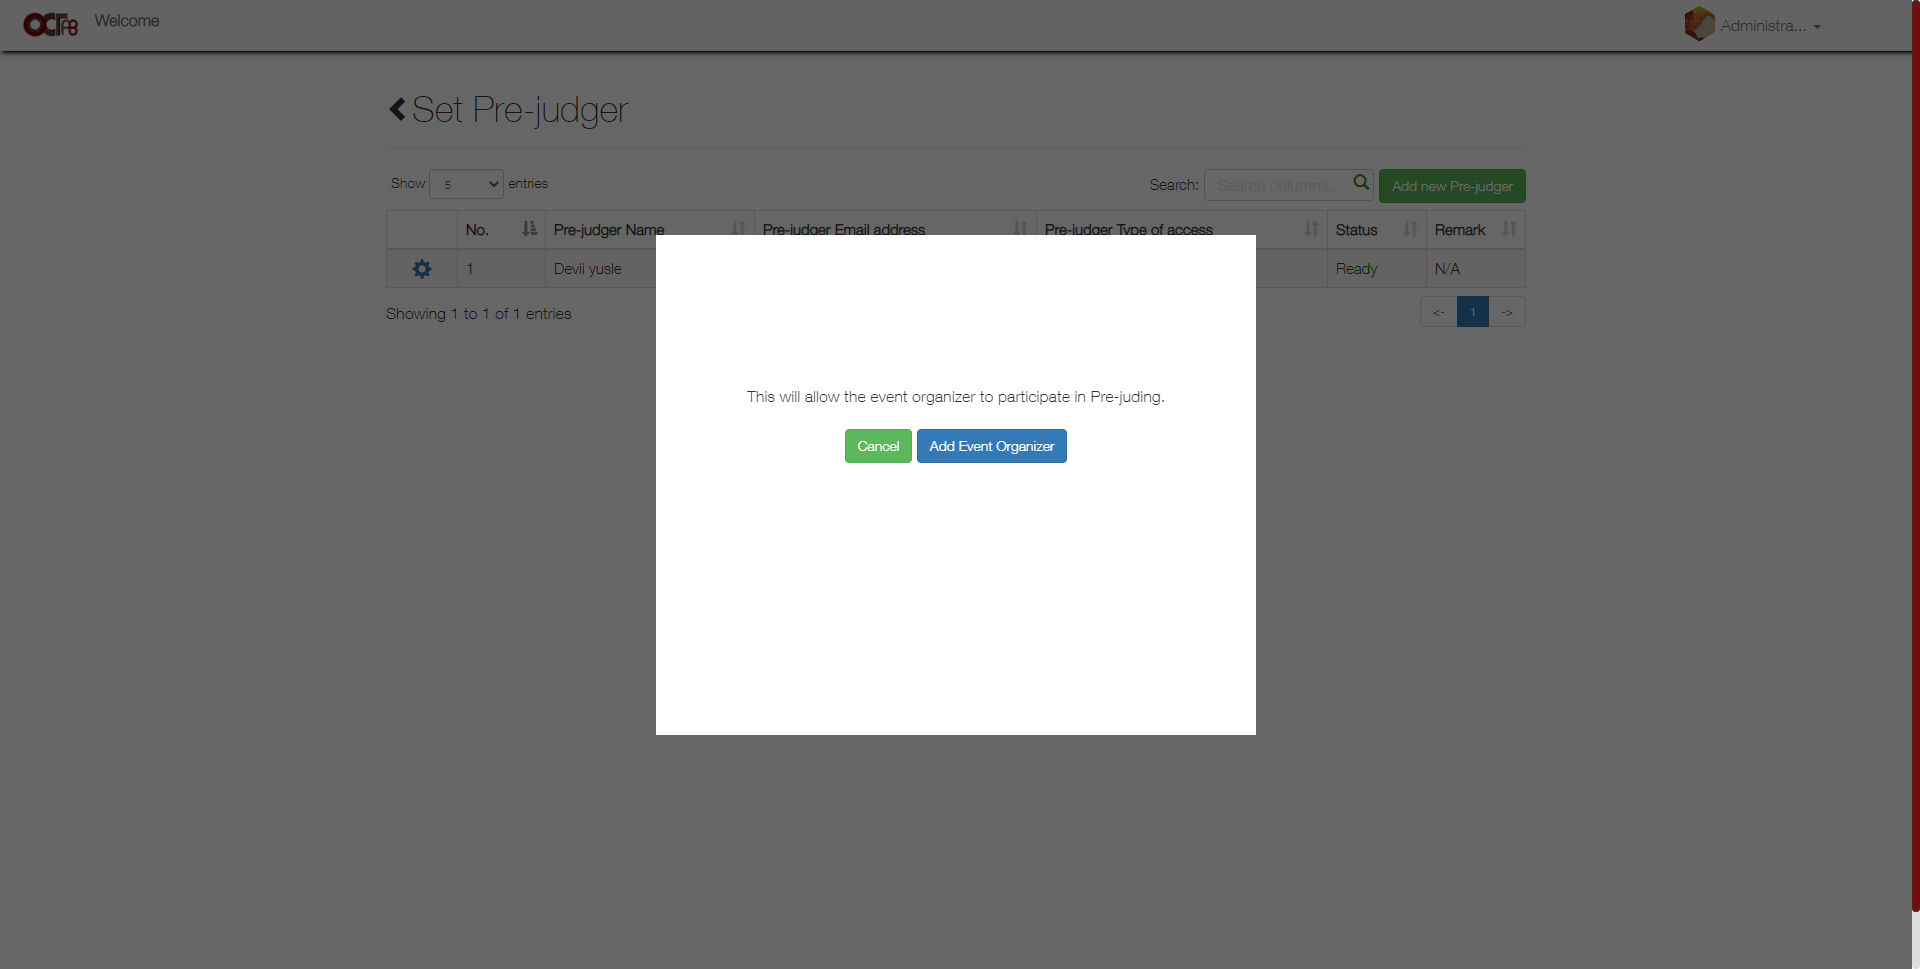 OCTFAB Welcome Administra...
Set Pre-judger
Show 5 entries Search: Search columns... Add new Pre-judger
No. Pre-judger Name Pre-judger Email address Pre-judger Type of access Status Remark
1 Devii yusle Ready N/A
Showing 1 to 1 of 1 entries <- 1 ->
This will allow the event organizer to participate in Pre-juding.
Cancel Add Event Organizer